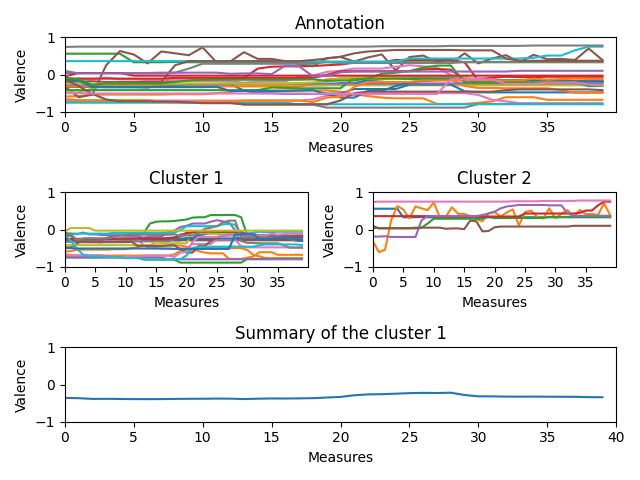 Annotation
Valence
1
0
−1
0 5 10 15 20 25 30 35
Measures
Cluster 1
Valence
1
0
−1
0 5 10 15 20 25 30 35
Measures
Cluster 2
Valence
1
0
−1
0 5 10 15 20 25 30 35
Measures
Summary of the cluster 1
Valence
1
0
−1
0 5 10 15 20 25 30 35 40
Measures